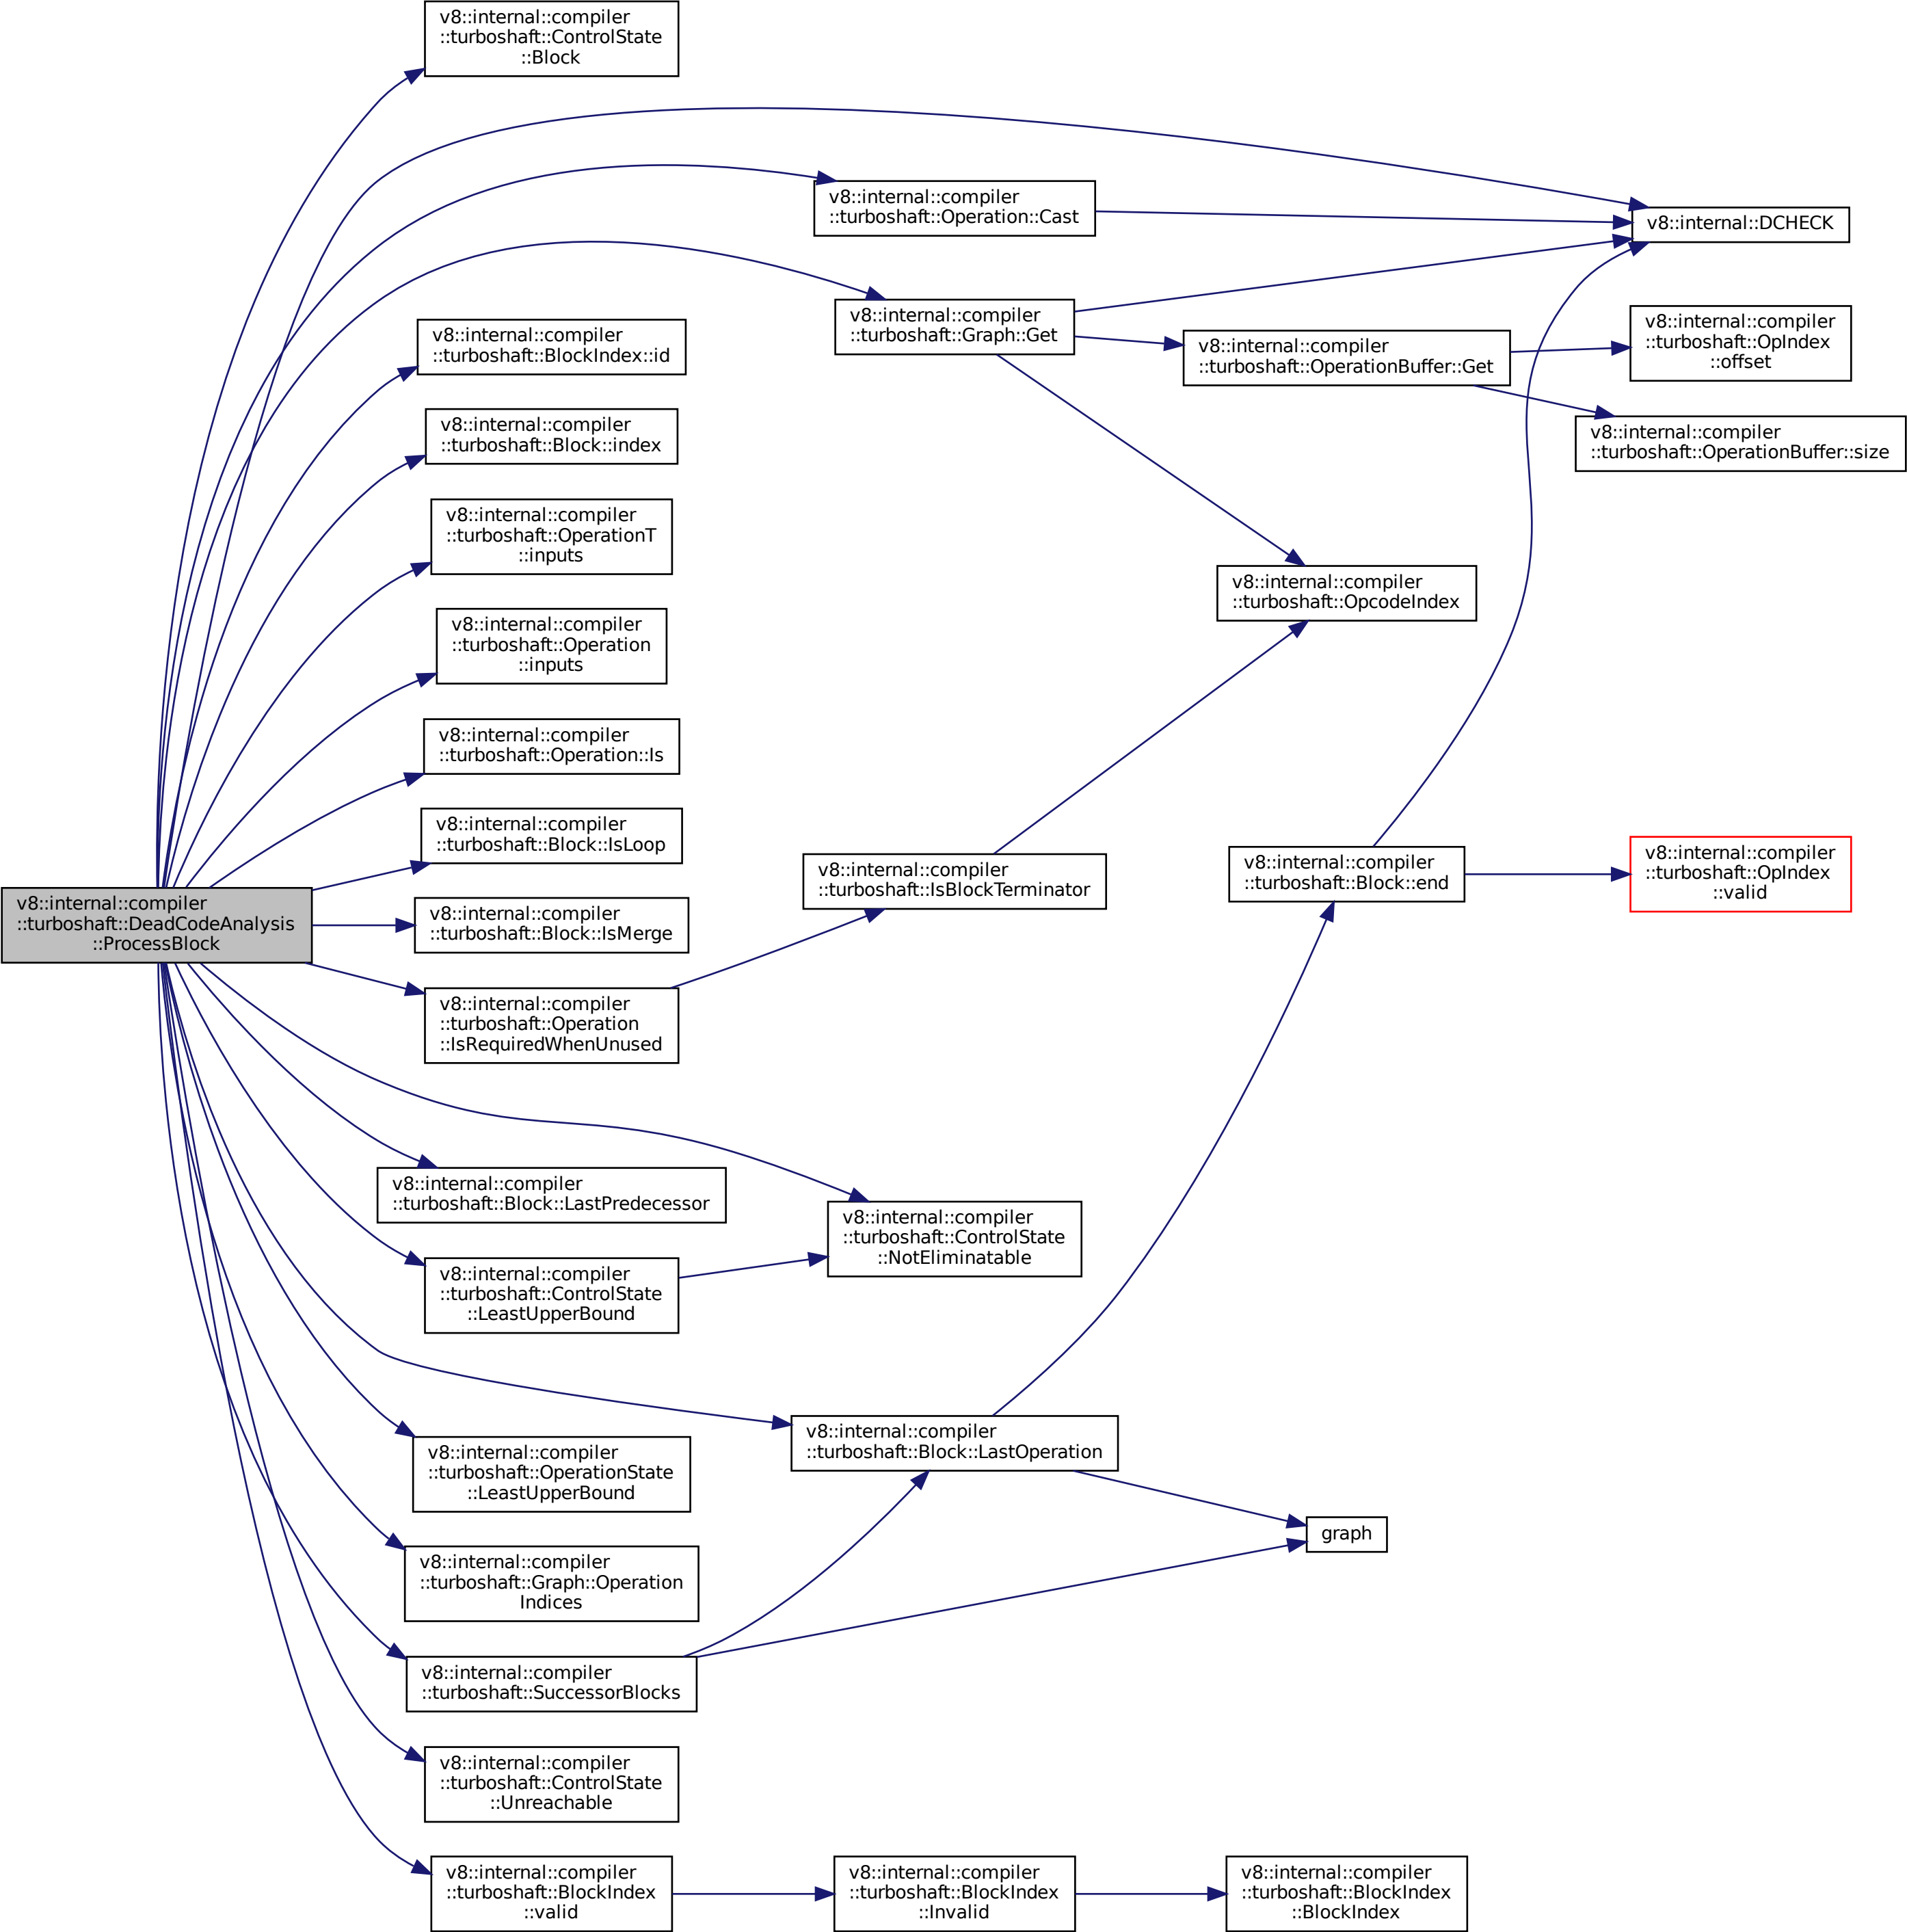 v8::internal::compiler
::turboshaft::ControlState
::Block
v8::internal::compiler
::turboshaft::Operation::Cast
v8::internal::DCHECK
v8::internal::compiler
::turboshaft::Graph::Get
v8::internal::compiler
::turboshaft::OpIndex
::offset
v8::internal::compiler
::turboshaft::BlockIndex::id
v8::internal::compiler
::turboshaft::OperationBuffer::Get
v8::internal::compiler
::turboshaft::Block::index
v8::internal::compiler
::turboshaft::OperationBuffer::size
v8::internal::compiler
::turboshaft::OperationT
::inputs
v8::internal::compiler
::turboshaft::OpcodeIndex
v8::internal::compiler
::turboshaft::Operation
::inputs
v8::internal::compiler
::turboshaft::Operation::Is
v8::internal::compiler
::turboshaft::Block::IsLoop
v8::internal::compiler
::turboshaft::IsBlockTerminator
v8::internal::compiler
::turboshaft::Block::end
v8::internal::compiler
::turboshaft::OpIndex
::valid
v8::internal::compiler
::turboshaft::DeadCodeAnalysis
::ProcessBlock
v8::internal::compiler
::turboshaft::Block::IsMerge
v8::internal::compiler
::turboshaft::Operation
::IsRequiredWhenUnused
v8::internal::compiler
::turboshaft::Block::LastPredecessor
v8::internal::compiler
::turboshaft::ControlState
::NotEliminatable
v8::internal::compiler
::turboshaft::ControlState
::LeastUpperBound
v8::internal::compiler
::turboshaft::Block::LastOperation
v8::internal::compiler
::turboshaft::OperationState
::LeastUpperBound
graph
v8::internal::compiler
::turboshaft::Graph::Operation
Indices
v8::internal::compiler
::turboshaft::SuccessorBlocks
v8::internal::compiler
::turboshaft::ControlState
::Unreachable
v8::internal::compiler
::turboshaft::BlockIndex
::valid
v8::internal::compiler
::turboshaft::BlockIndex
::Invalid
v8::internal::compiler
::turboshaft::BlockIndex
::BlockIndex